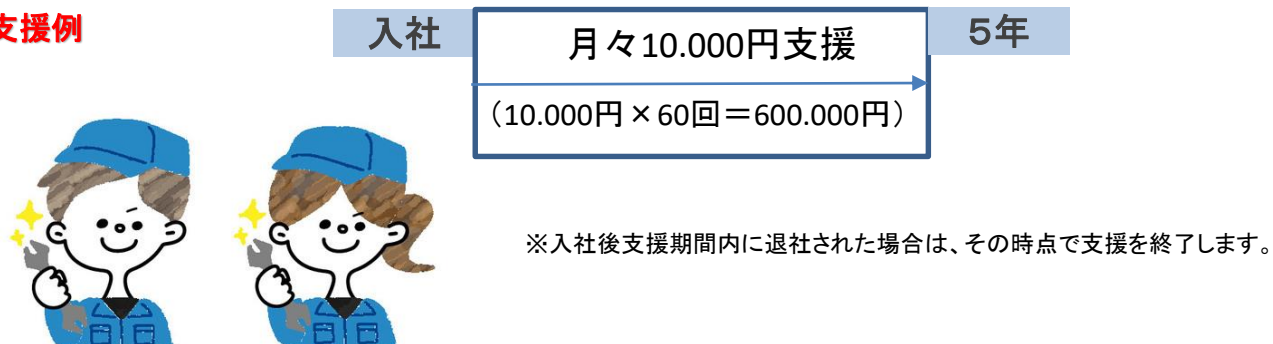 支援例
入社
月々10.000円支援
５年
（10.000円×60回＝600.000円）
※入社後支援期間内に退社された場合は、その時点で支援を終了します。